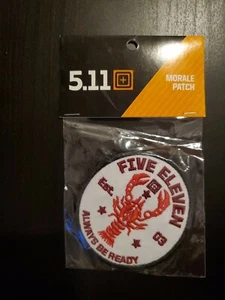 5.11
MORALE
PATCH
FIVE ELEVEN
Est.
03
ALWAYS BE READY